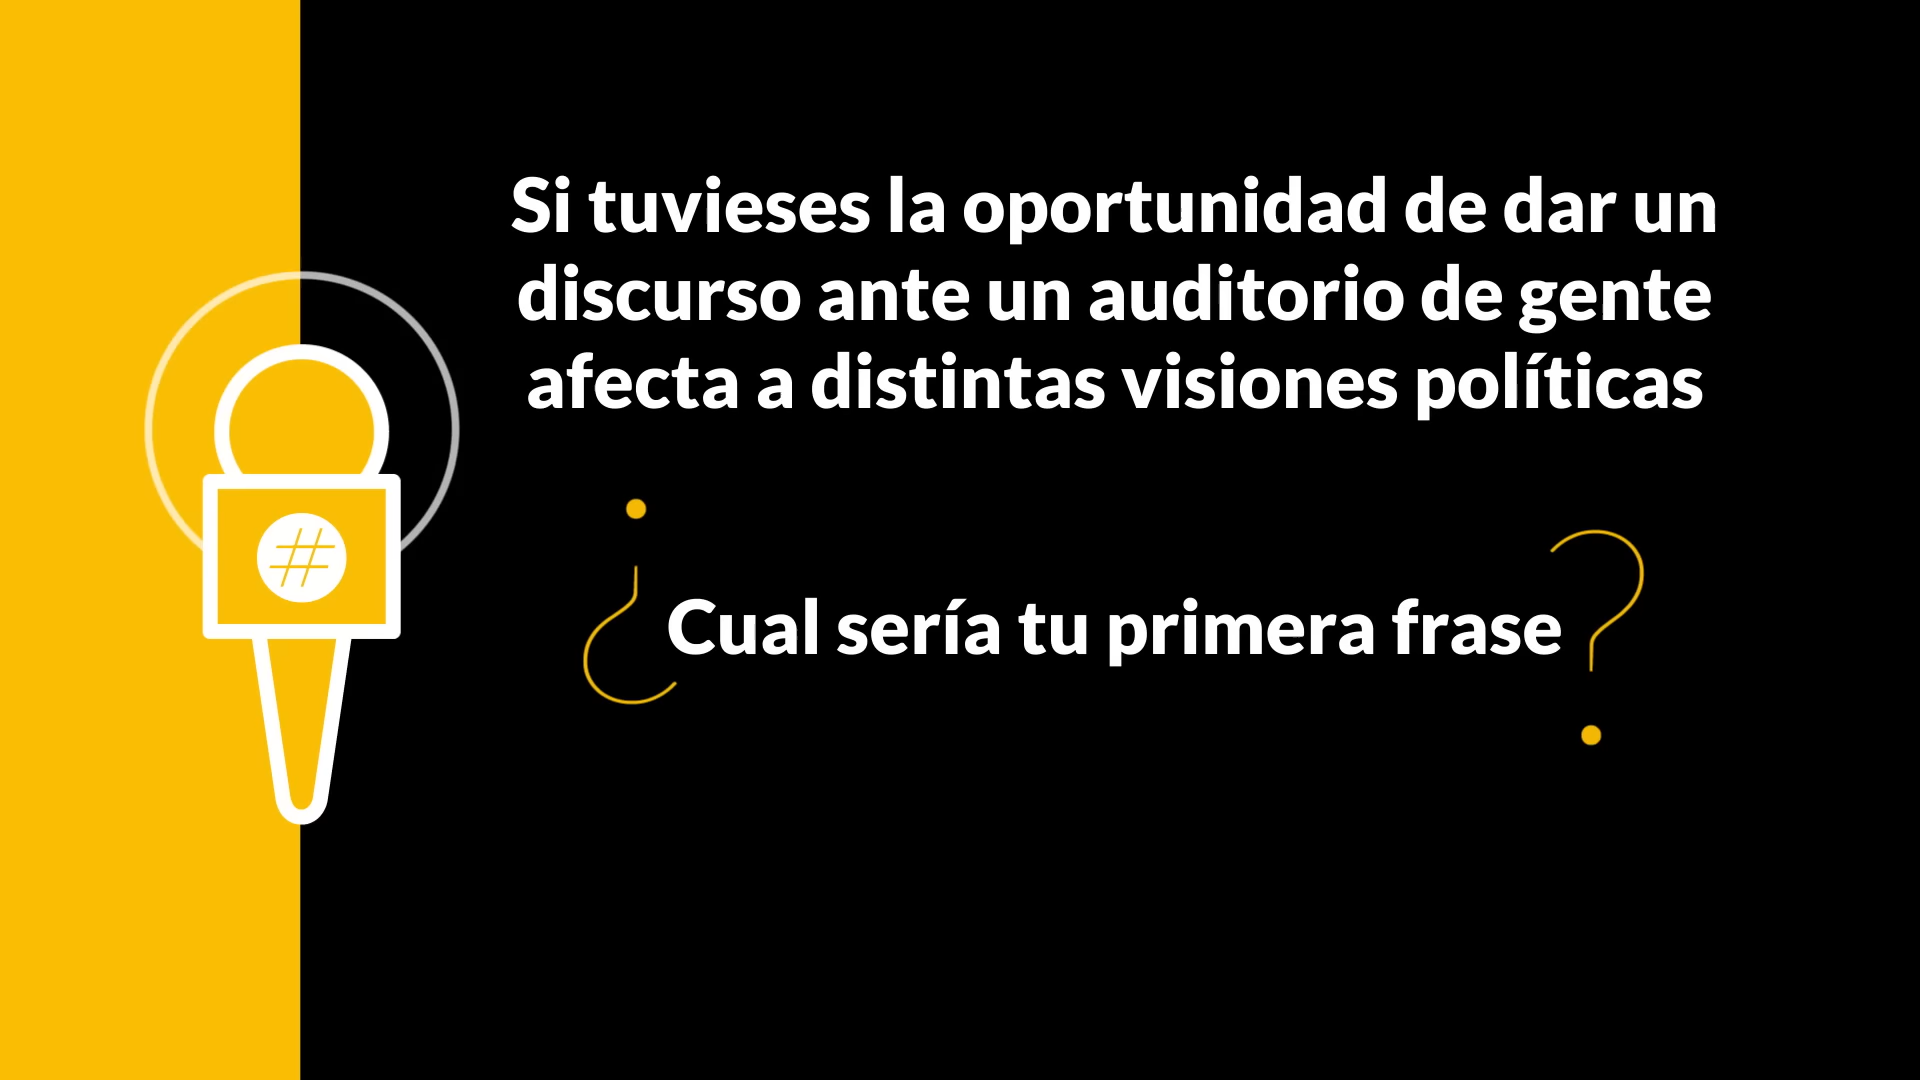 Si tuvieses la oportunidad de dar un
discurso ante un auditorio de gente
afecta a distintas visiones políticas
¿Cual sería tu primera frase?
#